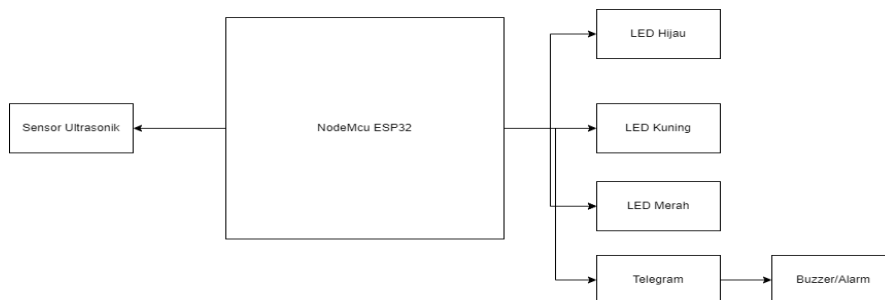 LED Hijau
Sensor Ultrasonik
NodeMcu ESP32
LED Kuning
LED Merah
Telegram
Buzzer/Alarm